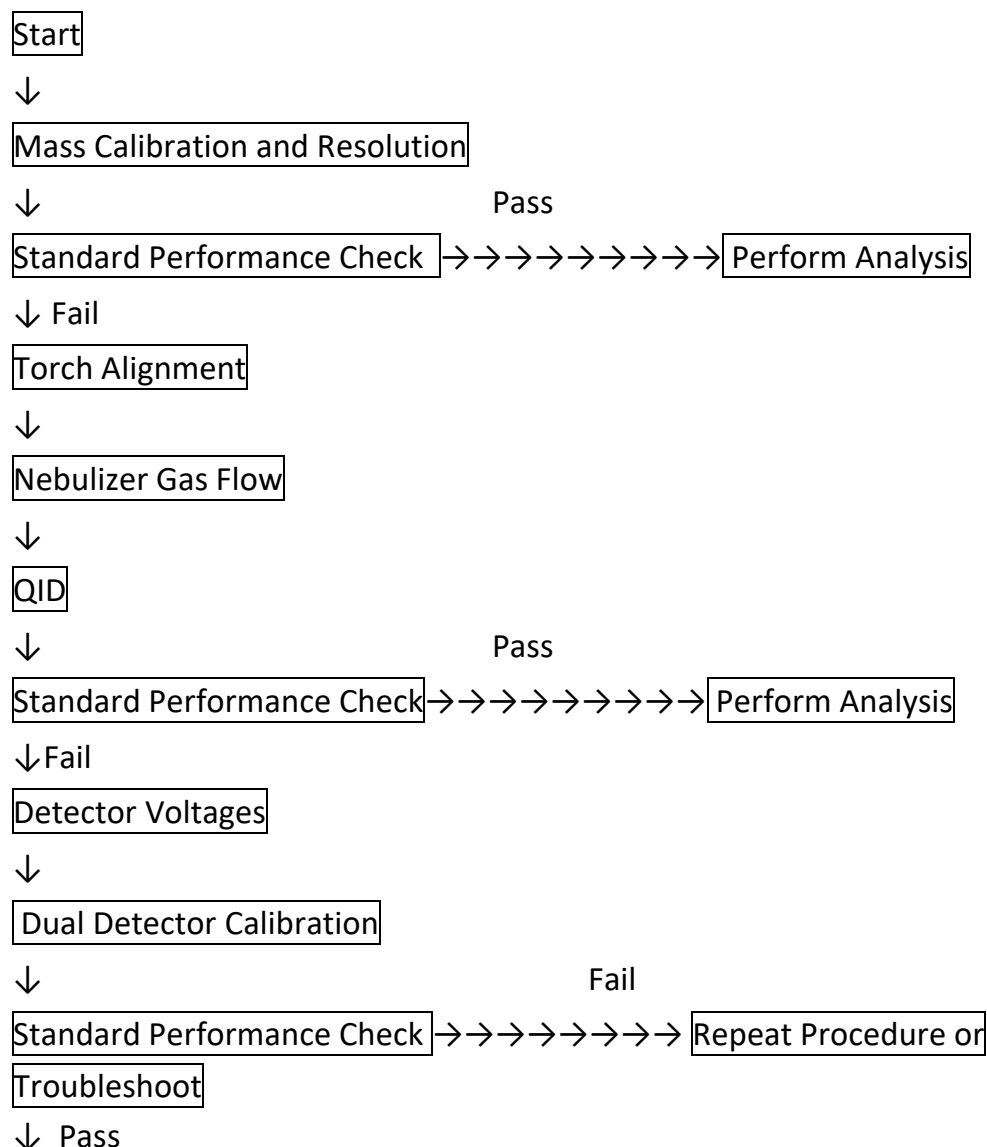 Start
↓
Mass Calibration and Resolution
↓ Pass
Standard Performance Check →→→→→→→→→ Perform Analysis
↓ Fail
Torch Alignment
↓
Nebulizer Gas Flow
↓
QID
↓ Pass
Standard Performance Check→→→→→→→→→ Perform Analysis
↓Fail
Detector Voltages
↓
Dual Detector Calibration
↓ Fail
Standard Performance Check →→→→→→→→ Repeat Procedure or
Troubleshoot
↓ Pass